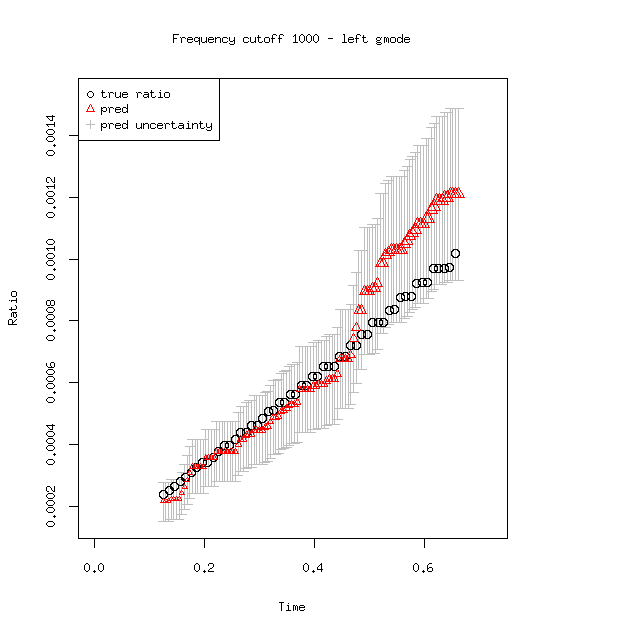 Frequency cutoff 1000 - left gmode
true ratio
pred
pred uncertainty
0.0014
0.0012
0.0010
0.0008
0.0006
0.0004
0.0002
Ratio
0.0 0.2 0.4 0.6
Time